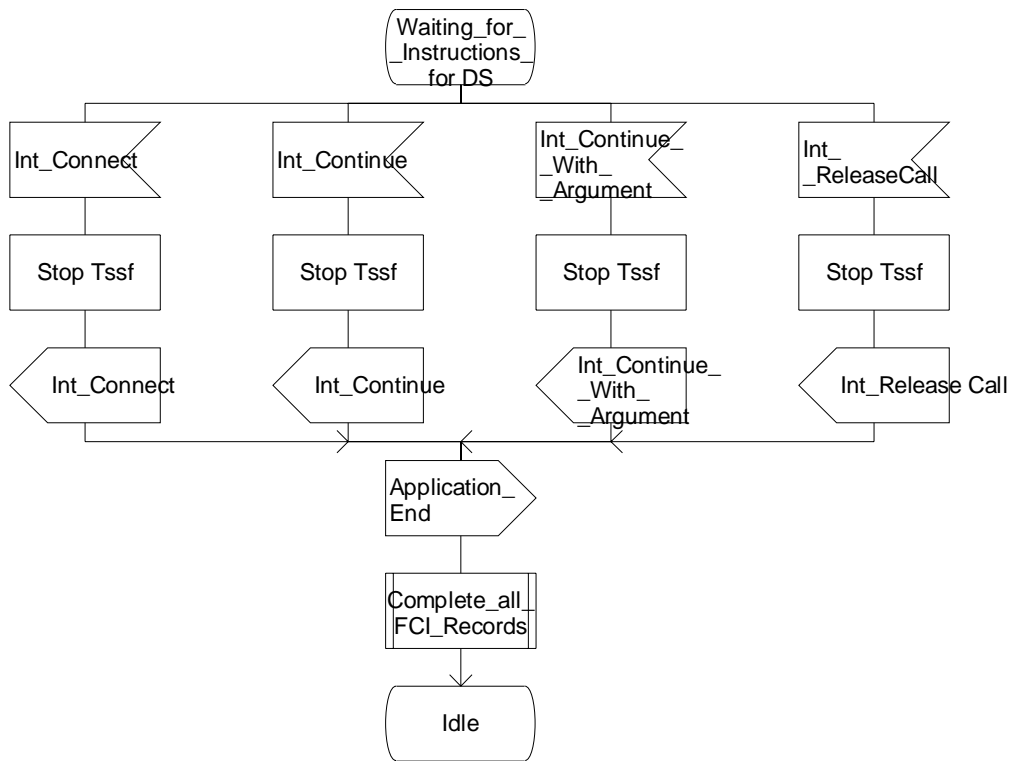 Waiting_for_
_Instructions_
for DS
Int_Connect
Int_Continue
Int_Continue_
_With_
_Argument
Int_
_ReleaseCall
Stop Tssf
Stop Tssf
Stop Tssf
Stop Tssf
Int_Connect
Int_Continue
Int_Continue_
_With_
_Argument
Int_Release Call
Application_
End
Complete_all_
FCI_Records
Idle